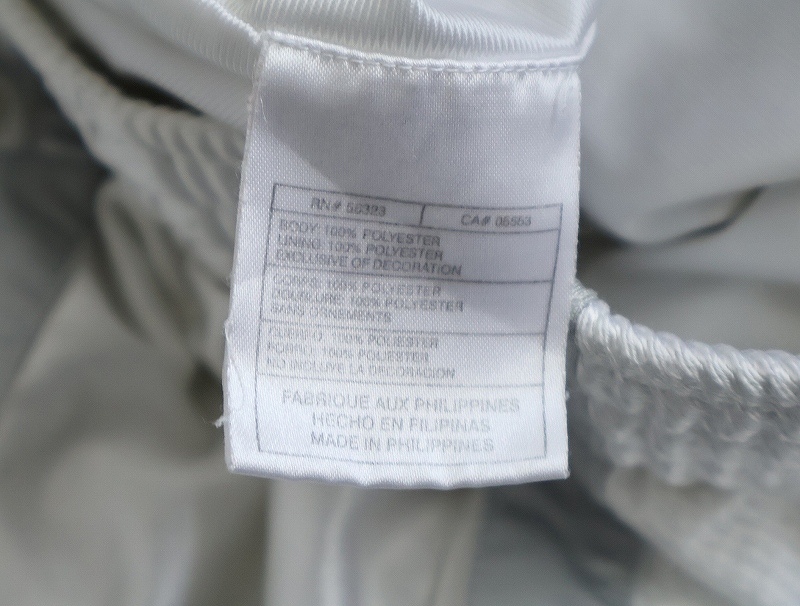 RN# 56323 CA# 05553
BODY: 100% POLYESTER
LINING: 100% POLYESTER
EXCLUSIVE OF DECORATION
CORPS: 100% POLYESTER
DOUBLURE: 100% POLYESTER
SANS ORNEMENTS
CUERPO: 100% POLIESTER
FORRO: 100% POLIESTER
NO INCLUYE LA DECORACION
FABRIQUE AUX PHILIPPINES
HECHO EN FILIPINAS
MADE IN PHILIPPINES